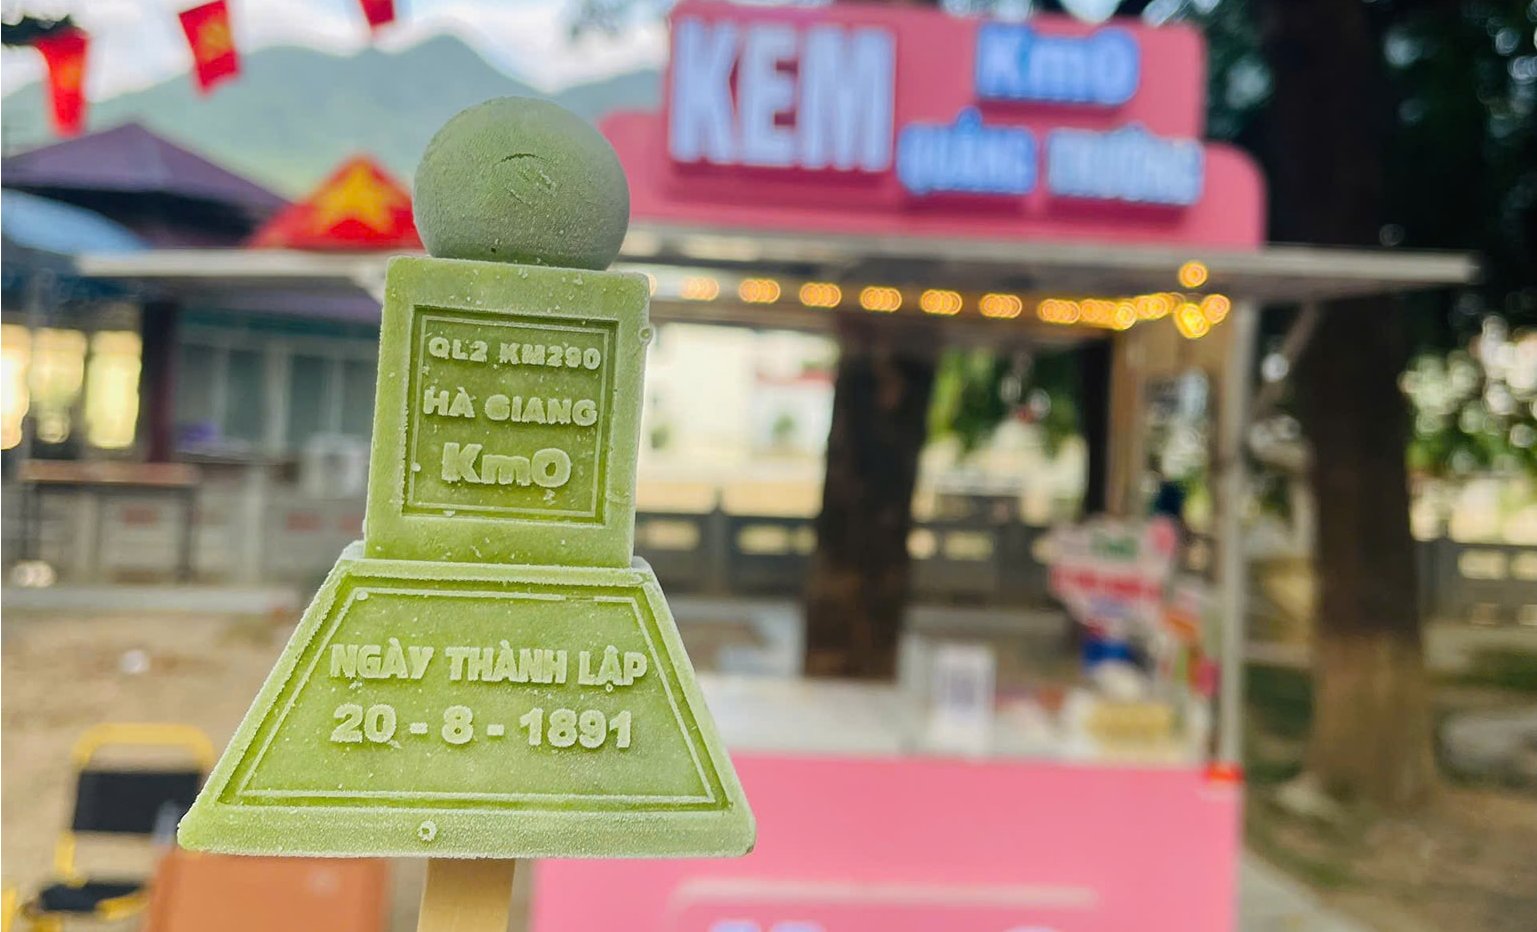 KEM
Km0
QUẢNG TRƯỜNG
QL2 KM290
HÀ GIANG
Km0
NGÀY THÀNH LẬP
20 - 8 - 1891